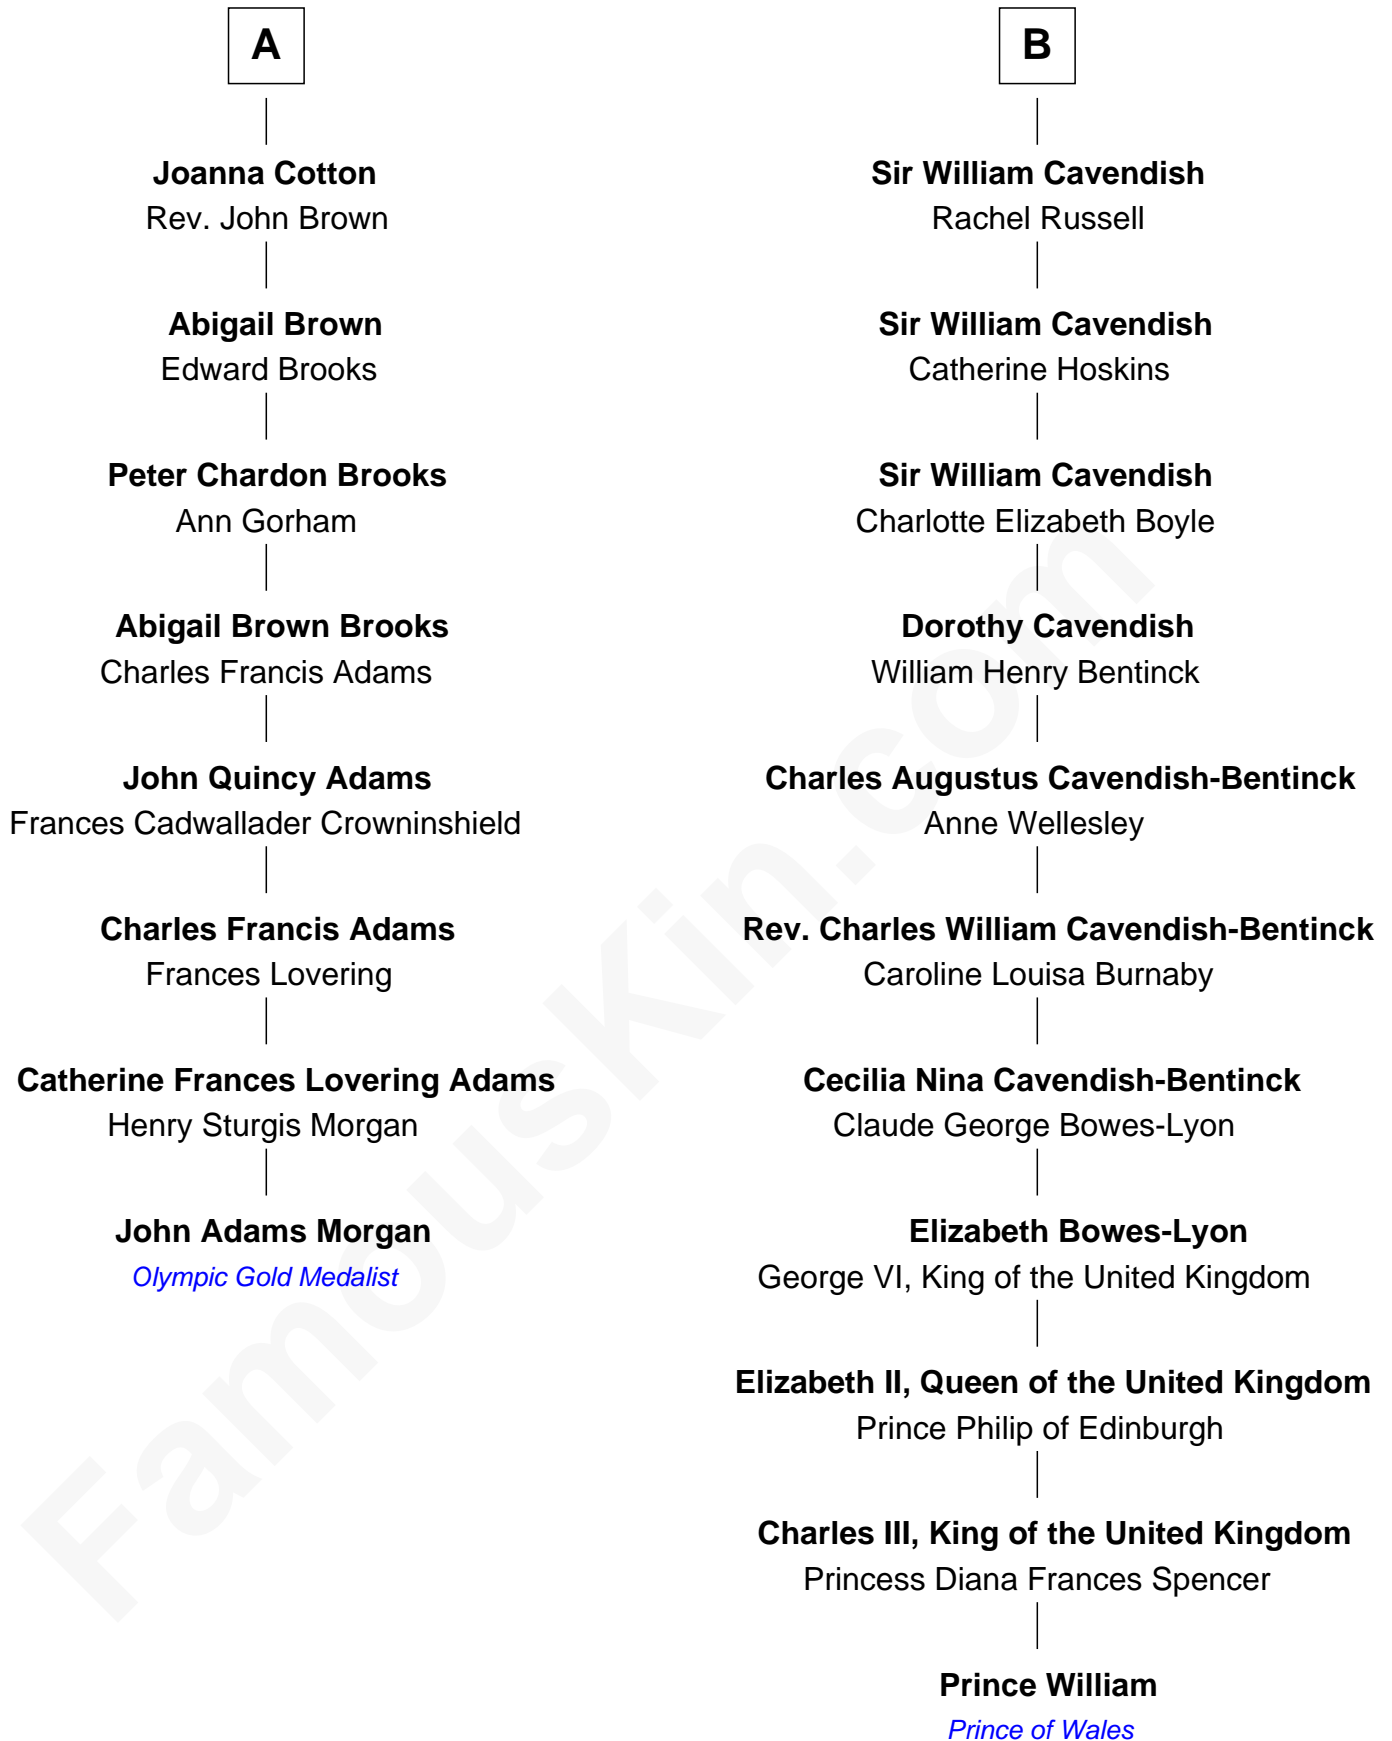 A
Joanna Cotton
Rev. John Brown
Abigail Brown
Edward Brooks
Peter Chardon Brooks
Ann Gorham
Abigail Brown Brooks
Charles Francis Adams
John Quincy Adams
Frances Cadwallader Crowninshield
Charles Francis Adams
Frances Lovering
Catherine Frances Lovering Adams
Henry Sturgis Morgan
John Adams Morgan
Olympic Gold Medalist
B
Sir William Cavendish
Rachel Russell
Sir William Cavendish
Catherine Hoskins
Sir William Cavendish
Charlotte Elizabeth Boyle
Dorothy Cavendish
William Henry Bentinck
Charles Augustus Cavendish-Bentinck
Anne Wellesley
Rev. Charles William Cavendish-Bentinck
Caroline Louisa Burnaby
Cecilia Nina Cavendish-Bentinck
Claude George Bowes-Lyon
Elizabeth Bowes-Lyon
George VI, King of the United Kingdom
Elizabeth II, Queen of the United Kingdom
Prince Philip of Edinburgh
Charles III, King of the United Kingdom
Princess Diana Frances Spencer
Prince William
Prince of Wales
FamousKin.com